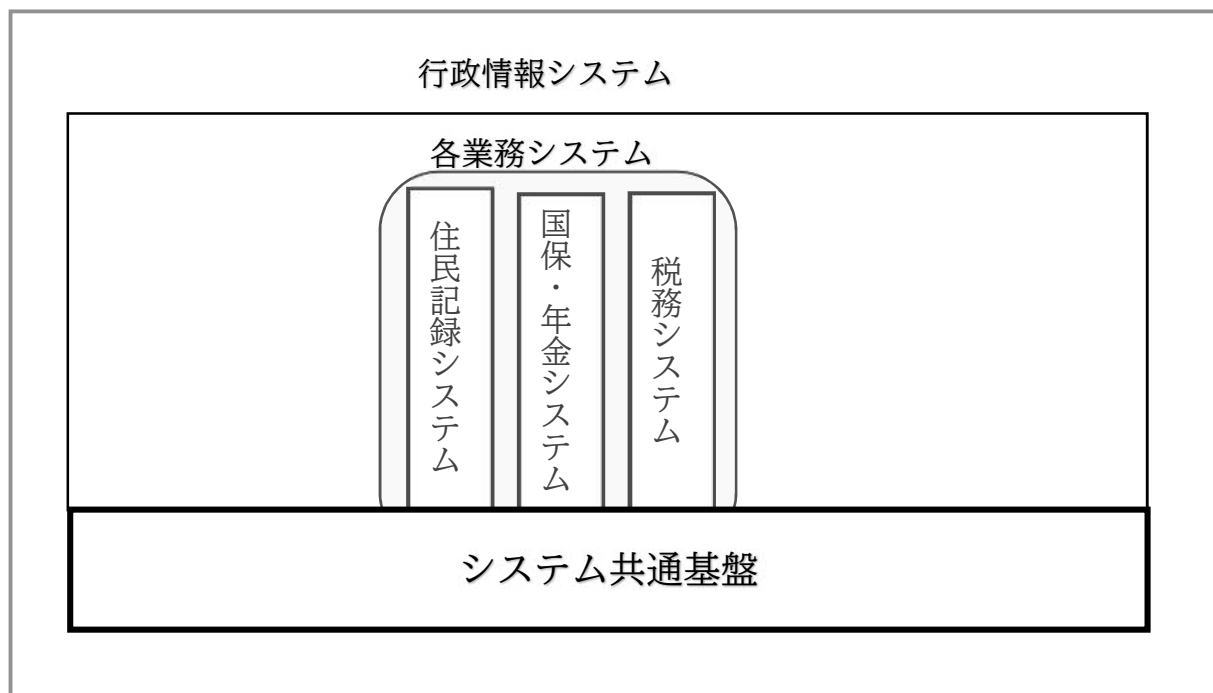 行政情報システム
各業務システム
住民記録システム
国保・年金システム
税務システム
システム共通基盤